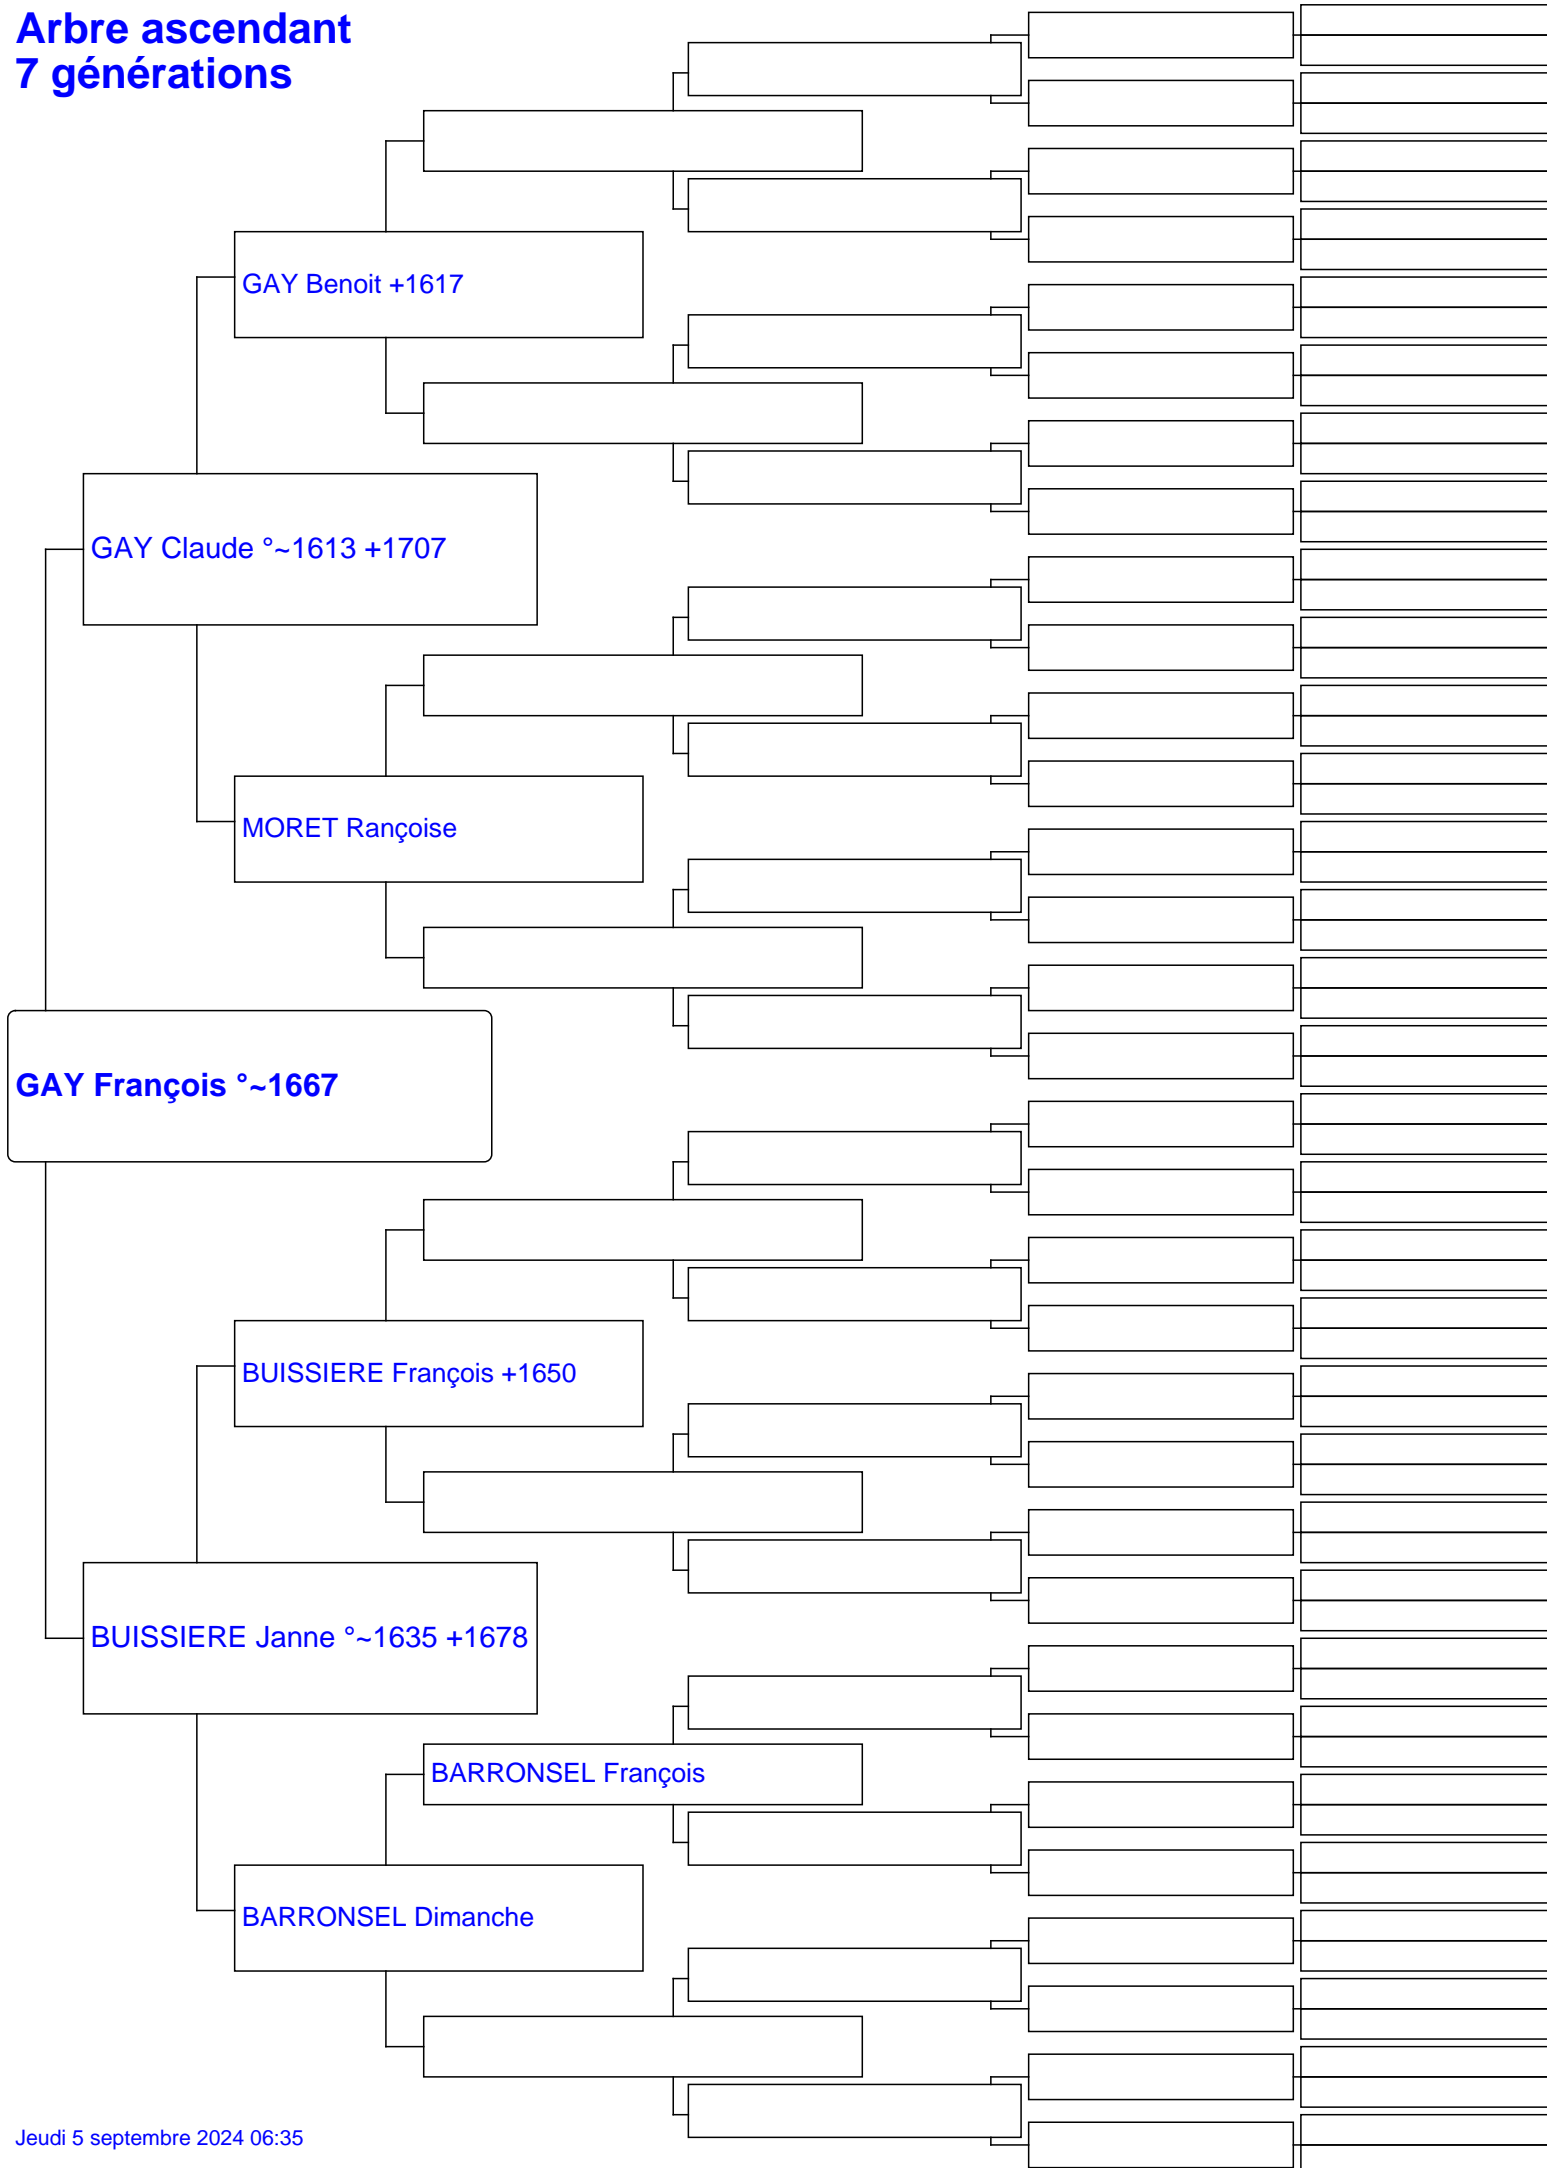 Arbre ascendant
7 générations
GAY Benoit +1617
GAY Claude °~1613 +1707
MORET Rançoise
GAY François °~1667
BUISSIERE François +1650
BUISSIERE Janne °~1635 +1678
BARRONSEL François
BARRONSEL Dimanche
Jeudi 5 septembre 2024 06:35